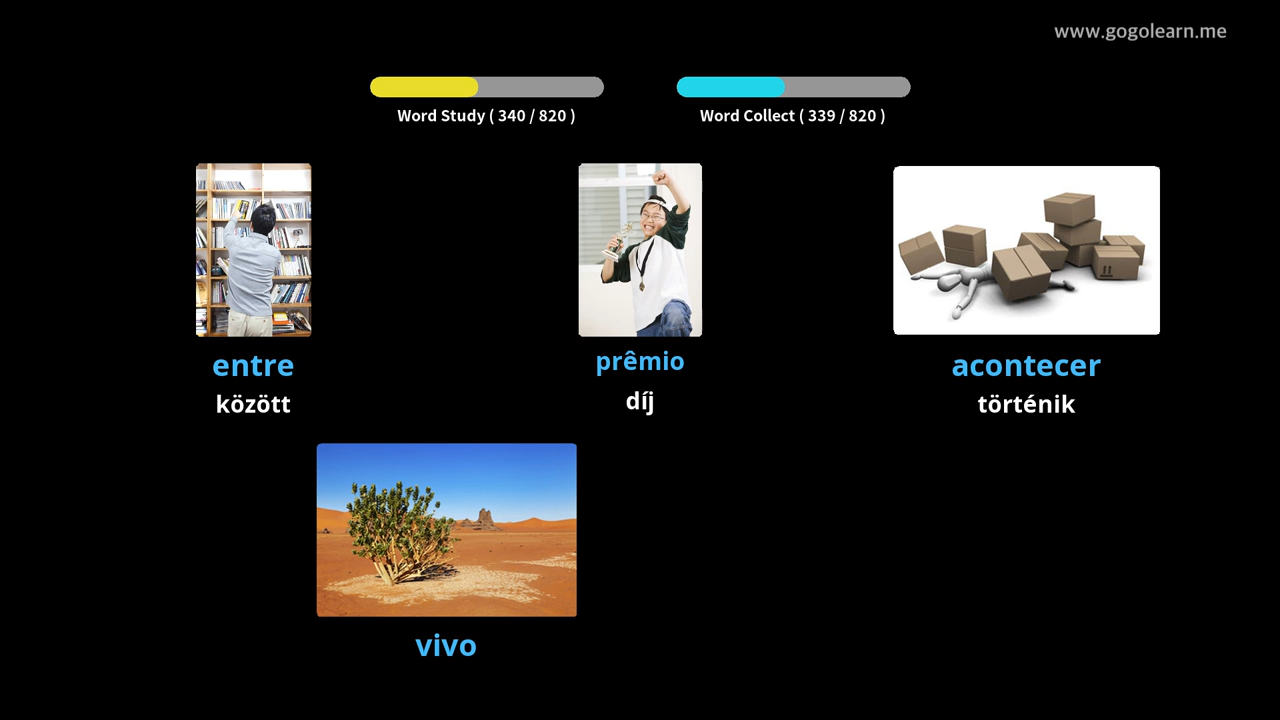 www.gogolearn.me
Word Study ( 340 / 820 )
Word Collect ( 339 / 820 )
entre
között
prêmio
díj
acontecer
történik
vivo